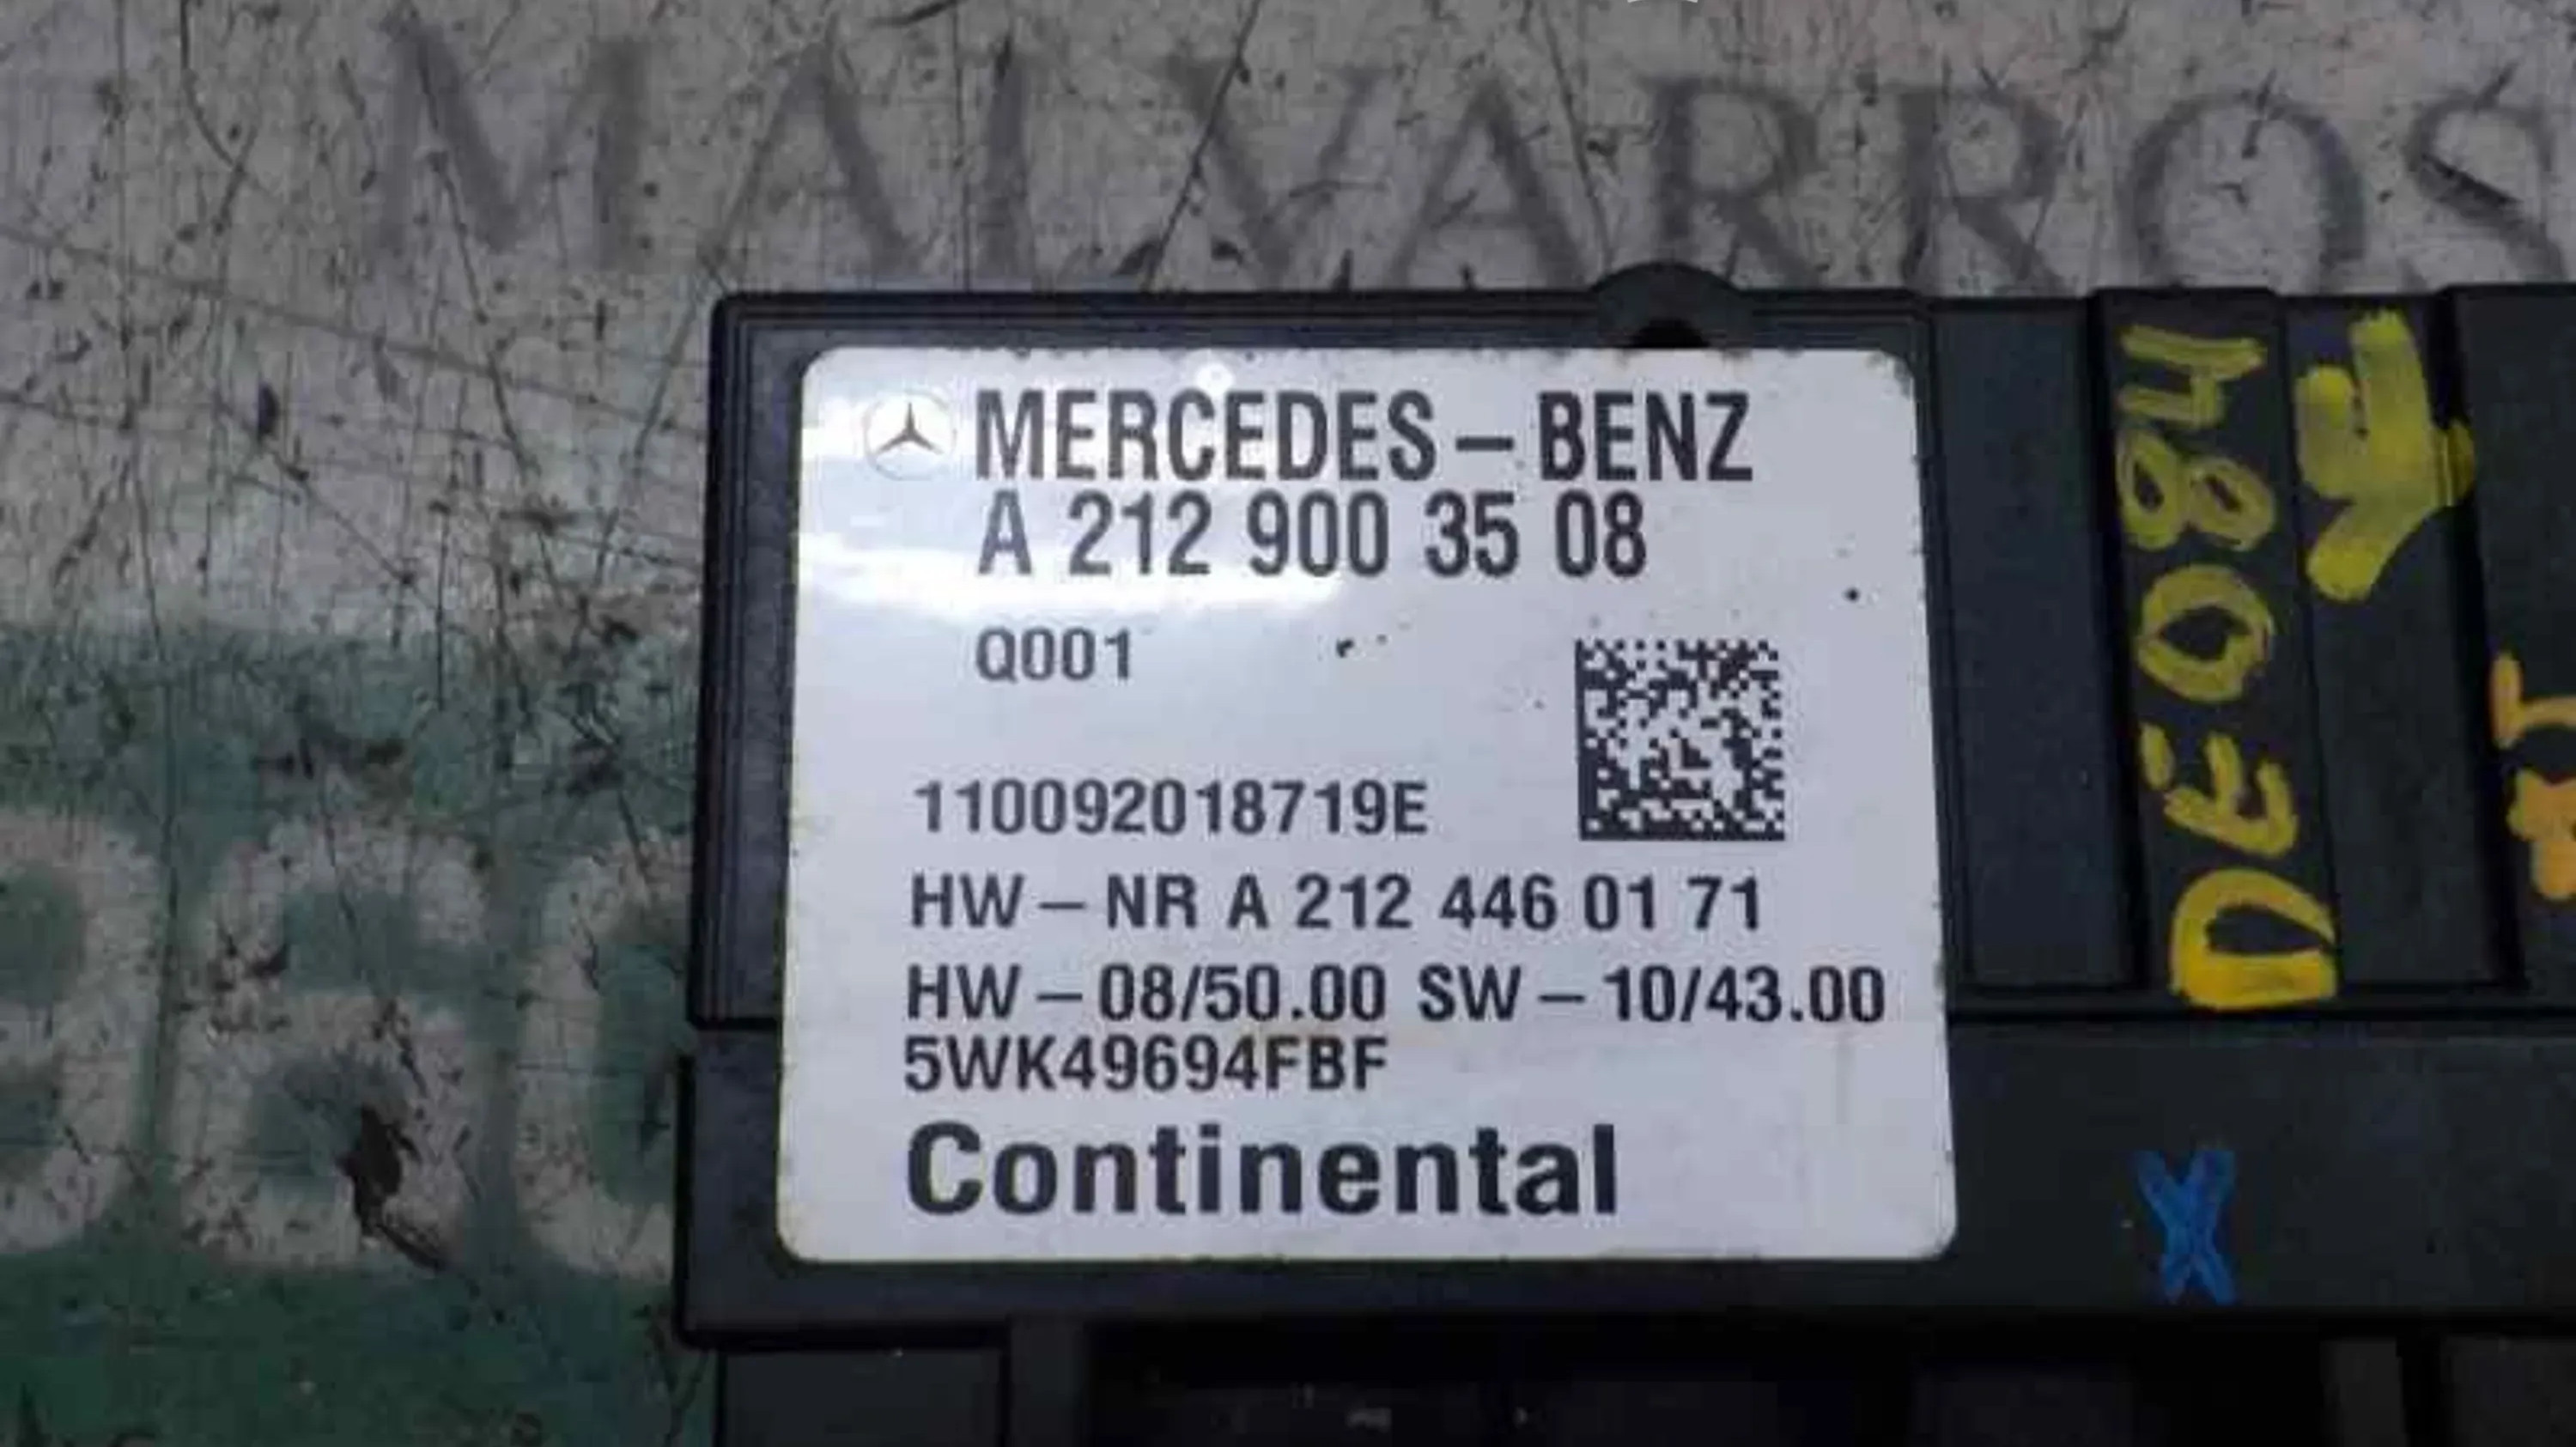 MALVARROS
MERCEDES-BENZ
A 212 900 35 08
Q001
110092018719E
HW-NR A 212 446 01 71
HW-08/50.00 SW-10/43.00
5WK49694FBF
Continental
X